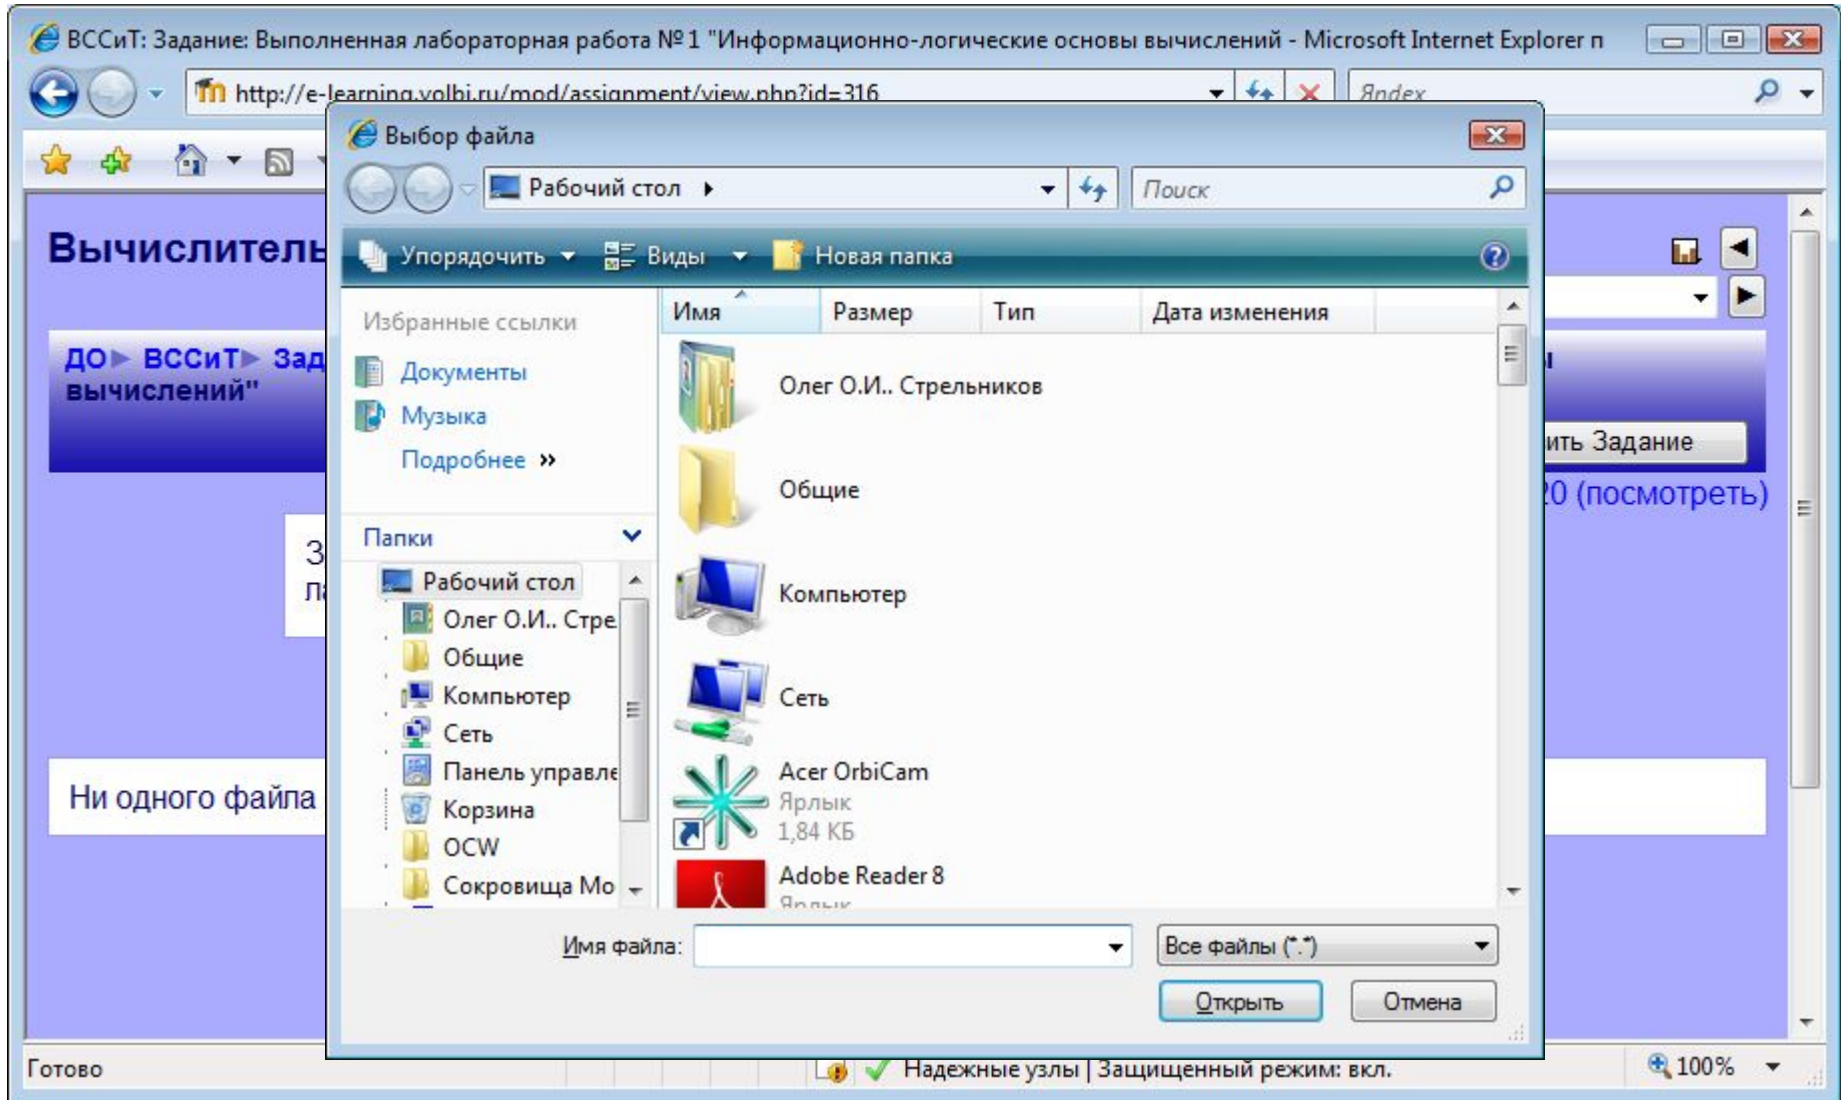 ВССиТ: Задание: Выполненная лабораторная работа №1 "Информационно-логические основы вычислений - Microsoft Internet Explorer п
http://e-learning.volbi.ru/mod/assignment/view.php?id=316
Яndex
Выбор файла
Рабочий стол
Поиск
Упорядочить
Виды
Новая папка
Вычислитель
ДО► ВССиТ► Зад
вычислений"
ить Задание
20 (посмотреть)
Избранные ссылки
Документы
Музыка
Подробнее »
Папки
Рабочий стол
Олег О.И.. Стре
Общие
Компьютер
Сеть
Панель управле
Корзина
OCW
Сокровища Мо
Имя Размер Тип Дата изменения
Олег О.И.. Стрельников
Общие
Компьютер
Сеть
Acer OrbiCam
Ярлык
1,84 КБ
Adobe Reader 8
Ярлык
Ни одного файла
Имя файла:
Все файлы (*.*)
Открыть
Отмена
Готово
Надежные узлы | Защищенный режим: вкл.
100%